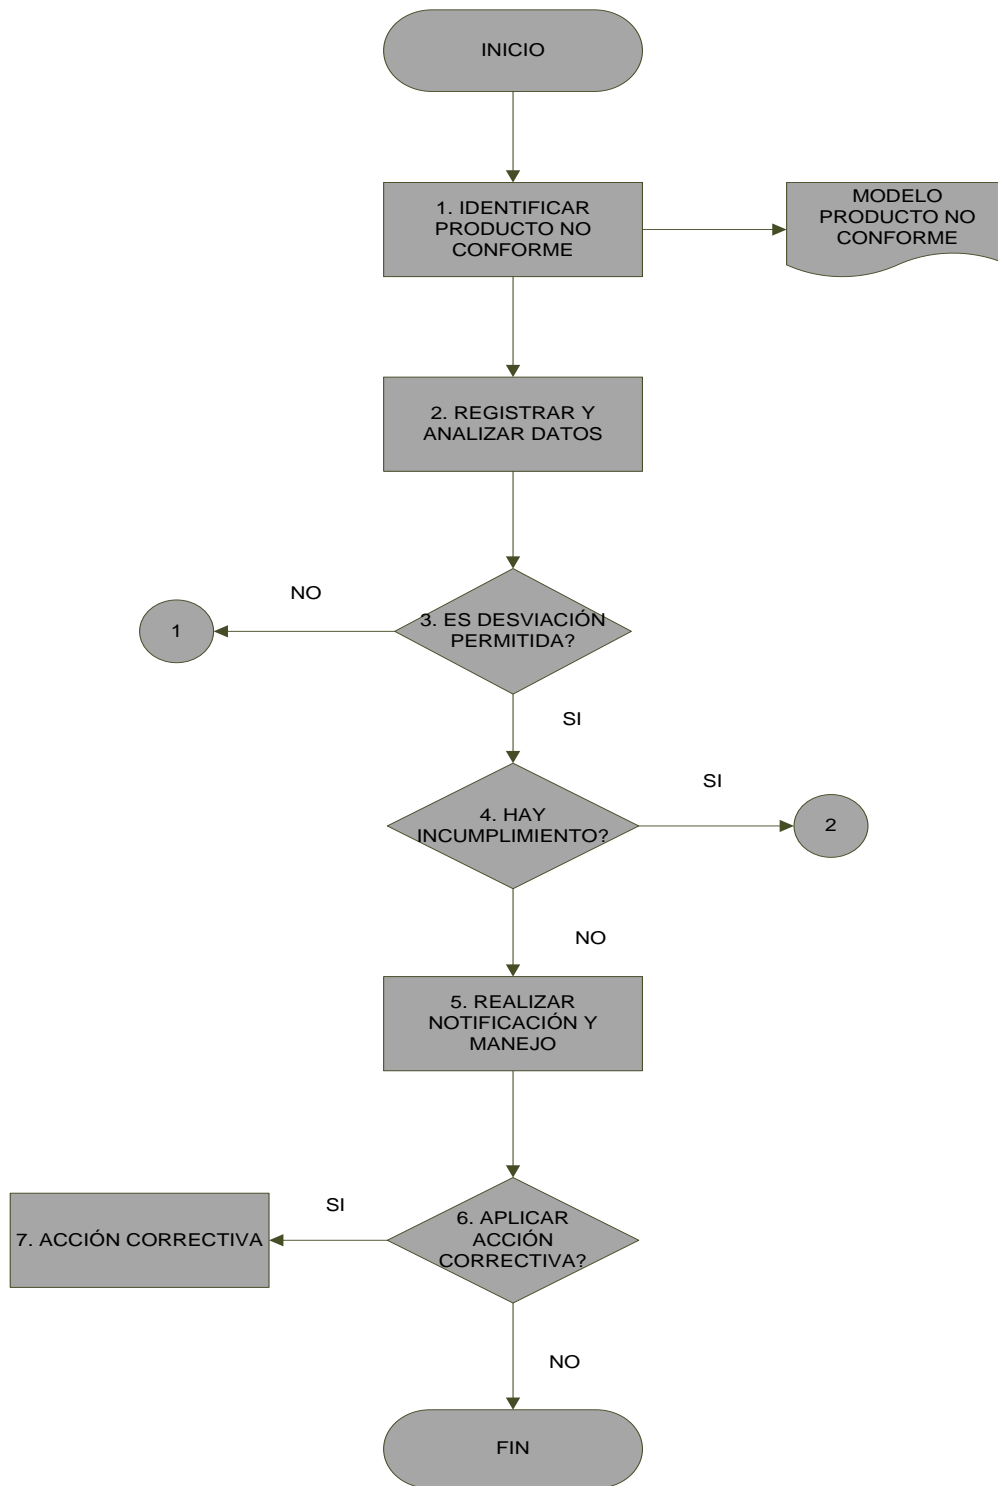 INICIO
1. IDENTIFICAR
PRODUCTO NO
CONFORME
MODELO
PRODUCTO NO
CONFORME
2. REGISTRAR Y
ANALIZAR DATOS
NO
1
3. ES DESVIACIÓN
PERMITIDA?
SI
SI
4. HAY
INCUMPLIMIENTO?
2
NO
5. REALIZAR
NOTIFICACIÓN Y
MANEJO
SI
7. ACCIÓN CORRECTIVA
6. APLICAR
ACCIÓN
CORRECTIVA?
NO
FIN